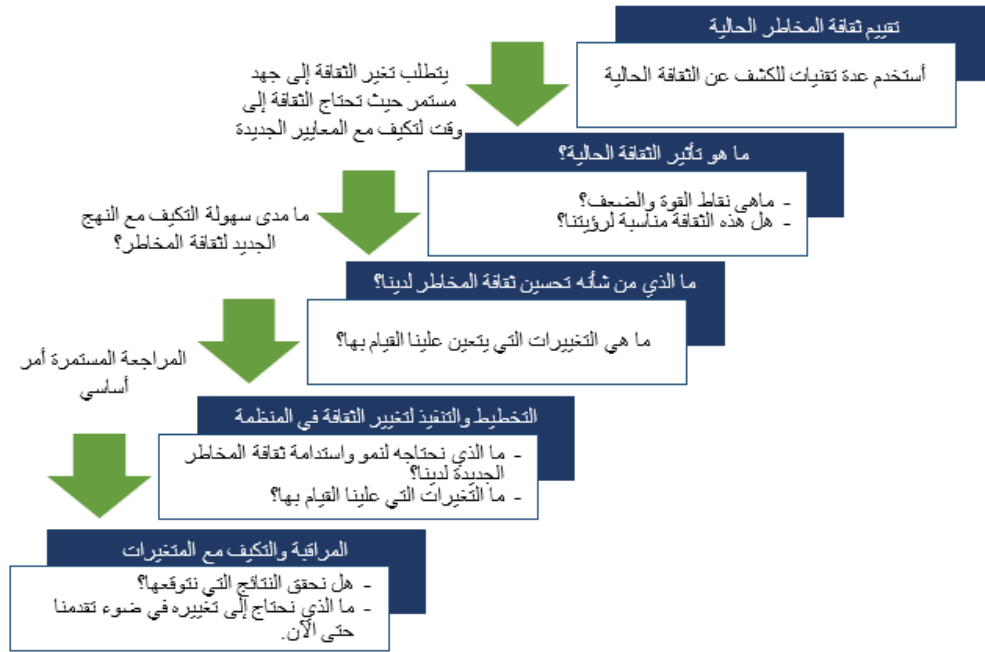 تقييم ثقافة المخاطر الحالية
أستخدم عدة تقنيات للكشف عن الثقافة الحالية
يتطلب تغير الثقافة إلى جهد
مستمر حيث تحتاج الثقافة إلى
وقت لتكيف مع المعايير الجديدة
ما هو تأثير الثقافة الحالية؟
- ماهى نقاط القوة والضعف؟
- هل هذه الثقافة مناسبة لرؤيتنا؟
ما مدى سهولة التكيف مع النهج
الجديد لثقافة المخاطر؟
ما الذي من شأنه تحسين ثقافة المخاطر لدينا؟
ما هي التغييرات التي يتعين علينا القيام بها؟
المراجعة المستمرة أمر
أساسي
التخطيط والتنفيذ لتغيير الثقافة في المنظمة
- ما الذي نحتاجه لنمو واستدامة ثقافة المخاطر
الجديدة لدينا؟
- ما التغيرات التي علينا القيام بها؟
المراقبة والتكيف مع المتغيرات
- هل نحقق النتائج التي نتوقعها؟
- ما الذي نحتاج إلى تغييره في ضوء تقدمنا
حتى الآن.